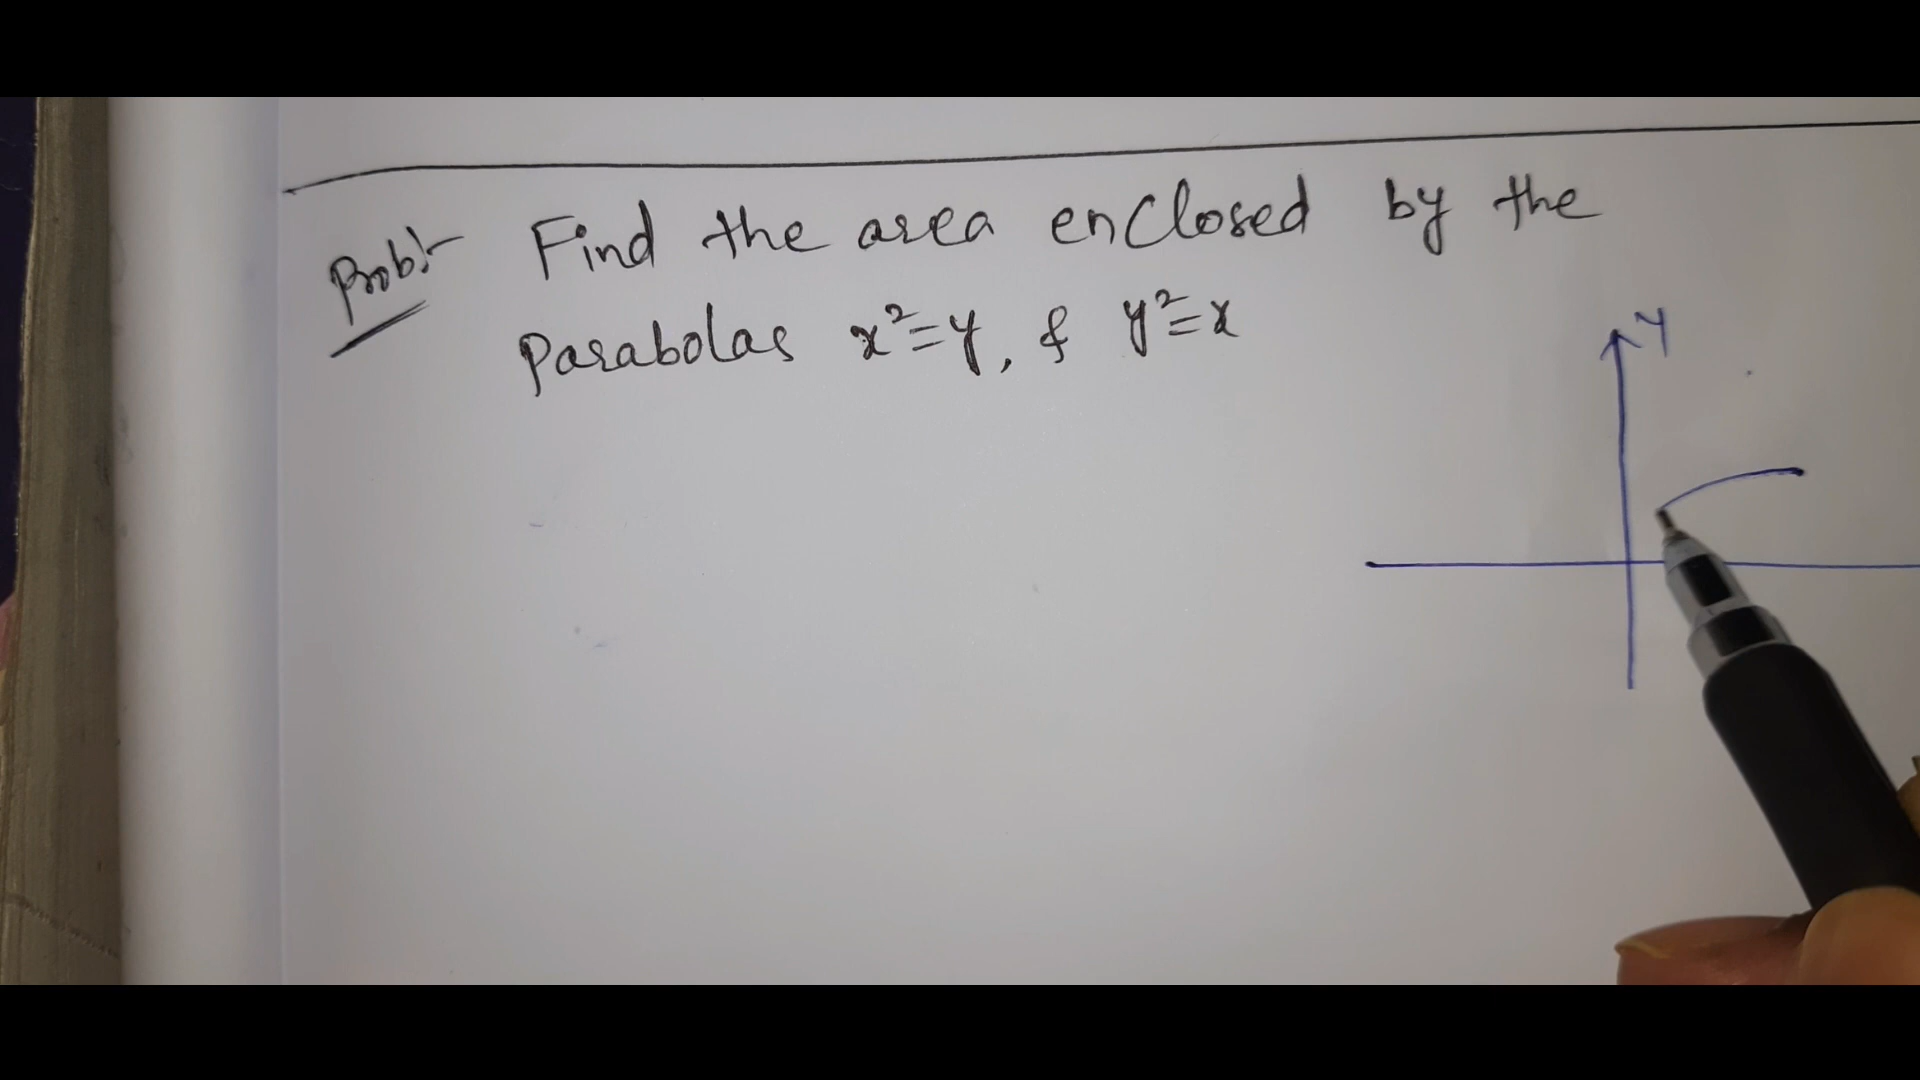 Prob:- Find the area enclosed by the
Parabolas x²=y, & y²=x
y